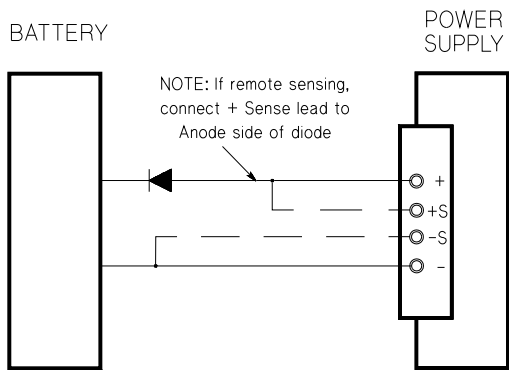 BATTERY
POWER
SUPPLY
NOTE: If remote sensing,
connect + Sense lead to
Anode side of diode
+
+S
-S
-